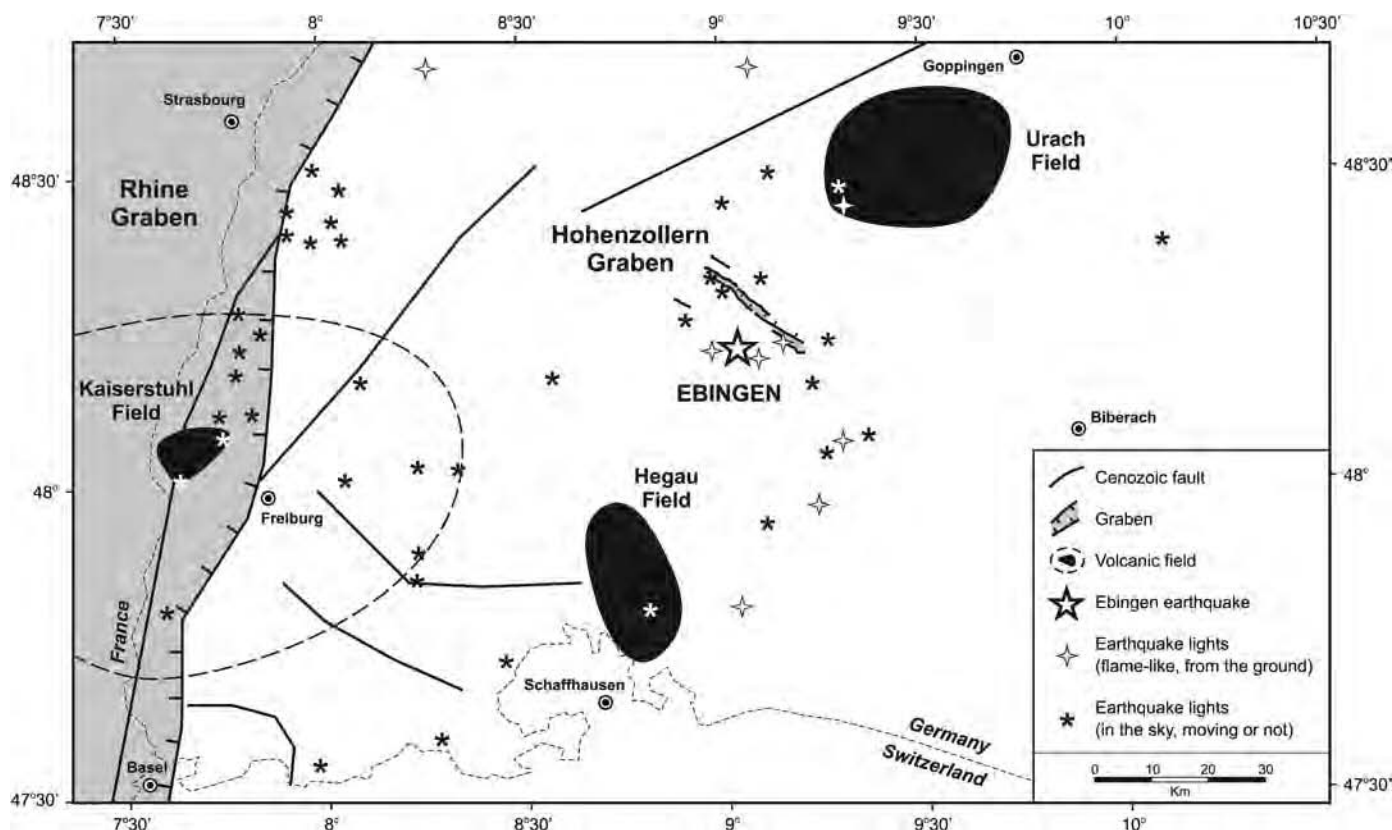 7°30' 8° 8°30' 9° 9°30' 10° 10°30'
Goppingen
Strasbourg
Urach
Field
48°30'
48°30'
Rhine
Graben
Hohenzollern
Graben
Kaiserstuhl
Field
EBINGEN
Biberach
Hegau
Field
48°
48°
Freiburg
France
Schaffhausen
Germany
Switzerland
Basel
47°30'
47°30'
Cenozoic fault
Graben
Volcanic field
Ebingen earthquake
Earthquake lights
(flame-like, from the ground)
Earthquake lights
(in the sky, moving or not)
0 10 20 30
Km
7°30' 8° 8°30' 9° 9°30' 10°